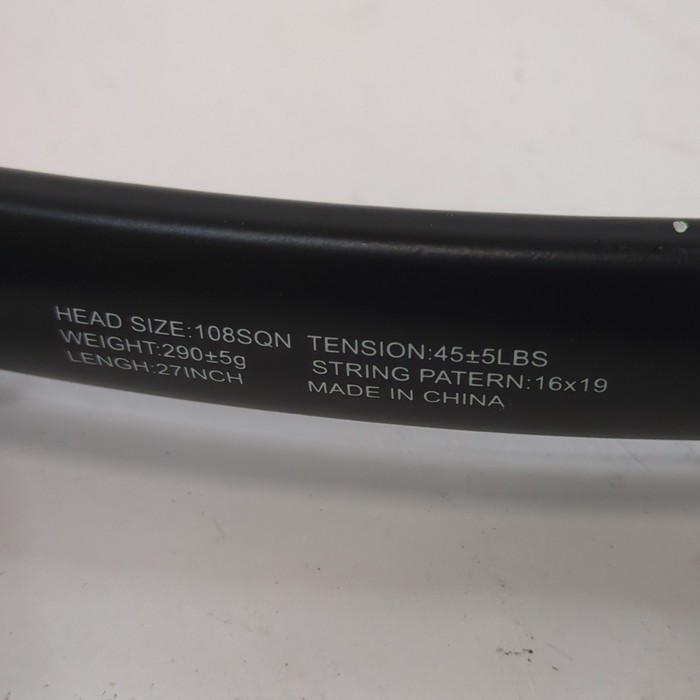 HEAD SIZE:108SQN
WEIGHT:290±5g
LENGH:27INCH
TENSION:45±5LBS
STRING PATERN:16x19
MADE IN CHINA